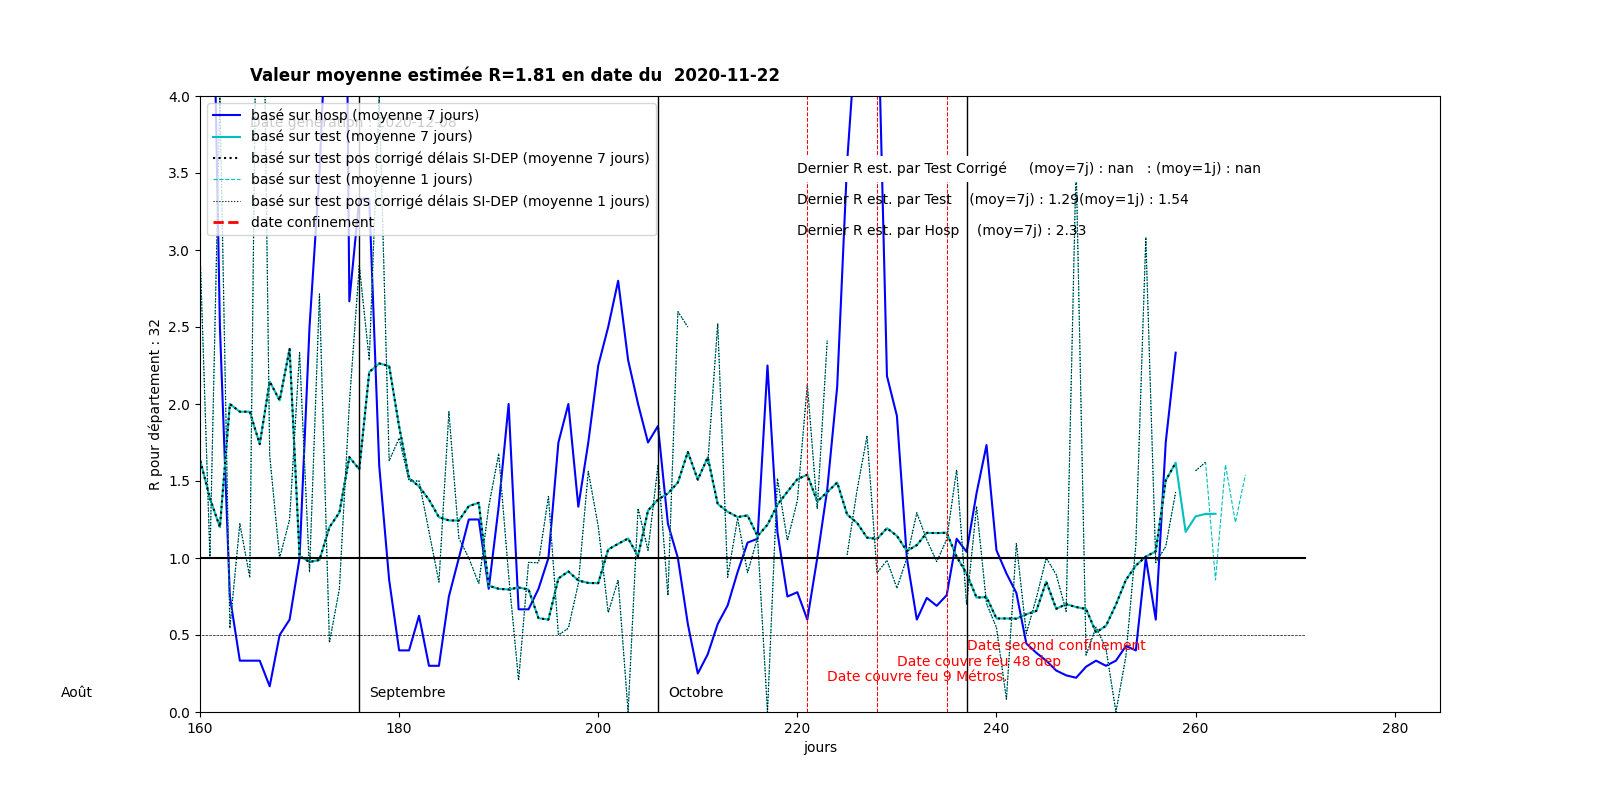 Valeur moyenne estimée R=1.81 en date du  2020-11-22
Date génération : 2020-12-08
basé sur hosp (moyenne 7 jours)
basé sur test (moyenne 7 jours)
basé sur test pos corrigé délais SI-DEP (moyenne 7 jours)
basé sur test (moyenne 1 jours)
basé sur test pos corrigé délais SI-DEP (moyenne 1 jours)
date confinement
Dernier R est. par Test Corrigé     (moy=7j) : nan   : (moy=1j) : nan
Dernier R est. par Test    (moy=7j) : 1.29(moy=1j) : 1.54
Dernier R est. par Hosp    (moy=7j) : 2.33
4.0
3.5
3.0
2.5
2.0
1.5
1.0
0.5
0.0
R pour département : 32
Date second confinement
Date couvre feu 48 dep
Date couvre feu 9 Métros.
Août
Septembre
Octobre
160
180
200
220
240
260
280
jours